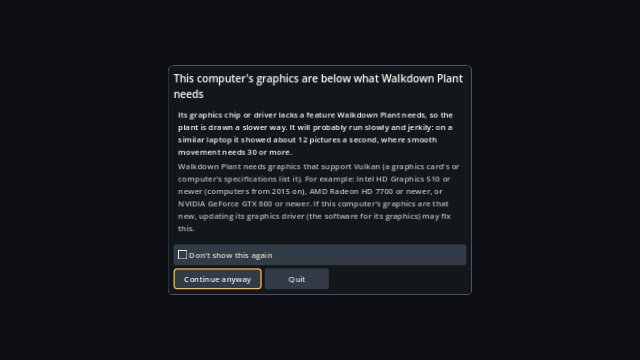 This computer's graphics are below what Walkdown Plant
needs
Its graphics chip or driver lacks a feature Walkdown Plant needs, so the
plant is drawn a slower way. It will probably run slowly and jerkily: on a
similar laptop it showed about 12 pictures a second, where smooth
movement needs 30 or more.
Walkdown Plant needs graphics that support Vulkan (a graphics card's or
computer's specifications list it). For example: Intel HD Graphics 510 or
newer (computers from 2015 on), AMD Radeon HD 7700 or newer, or
NVIDIA GeForce GTX 600 or newer. If this computer's graphics are that
new, updating its graphics driver (the software for its graphics) may fix
this.
Don't show this again
Continue anyway
Quit